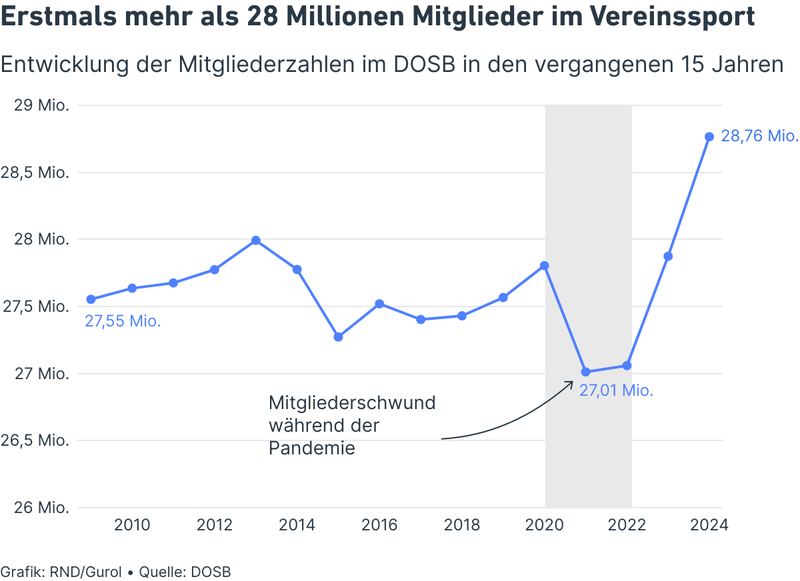 Erstmals mehr als 28 Millionen Mitglieder im Vereinssport
Entwicklung der Mitgliederzahlen im DOSB in den vergangenen 15 Jahren
29 Mio.
28,76 Mio.
28,5 Mio.
28 Mio.
27,5 Mio.
27,55 Mio.
27 Mio.
27,01 Mio.
Mitgliederschwund
während der
Pandemie
26,5 Mio.
26 Mio.
2010 2012 2014 2016 2018 2020 2022 2024
Grafik: RND/Gurol • Quelle: DOSB